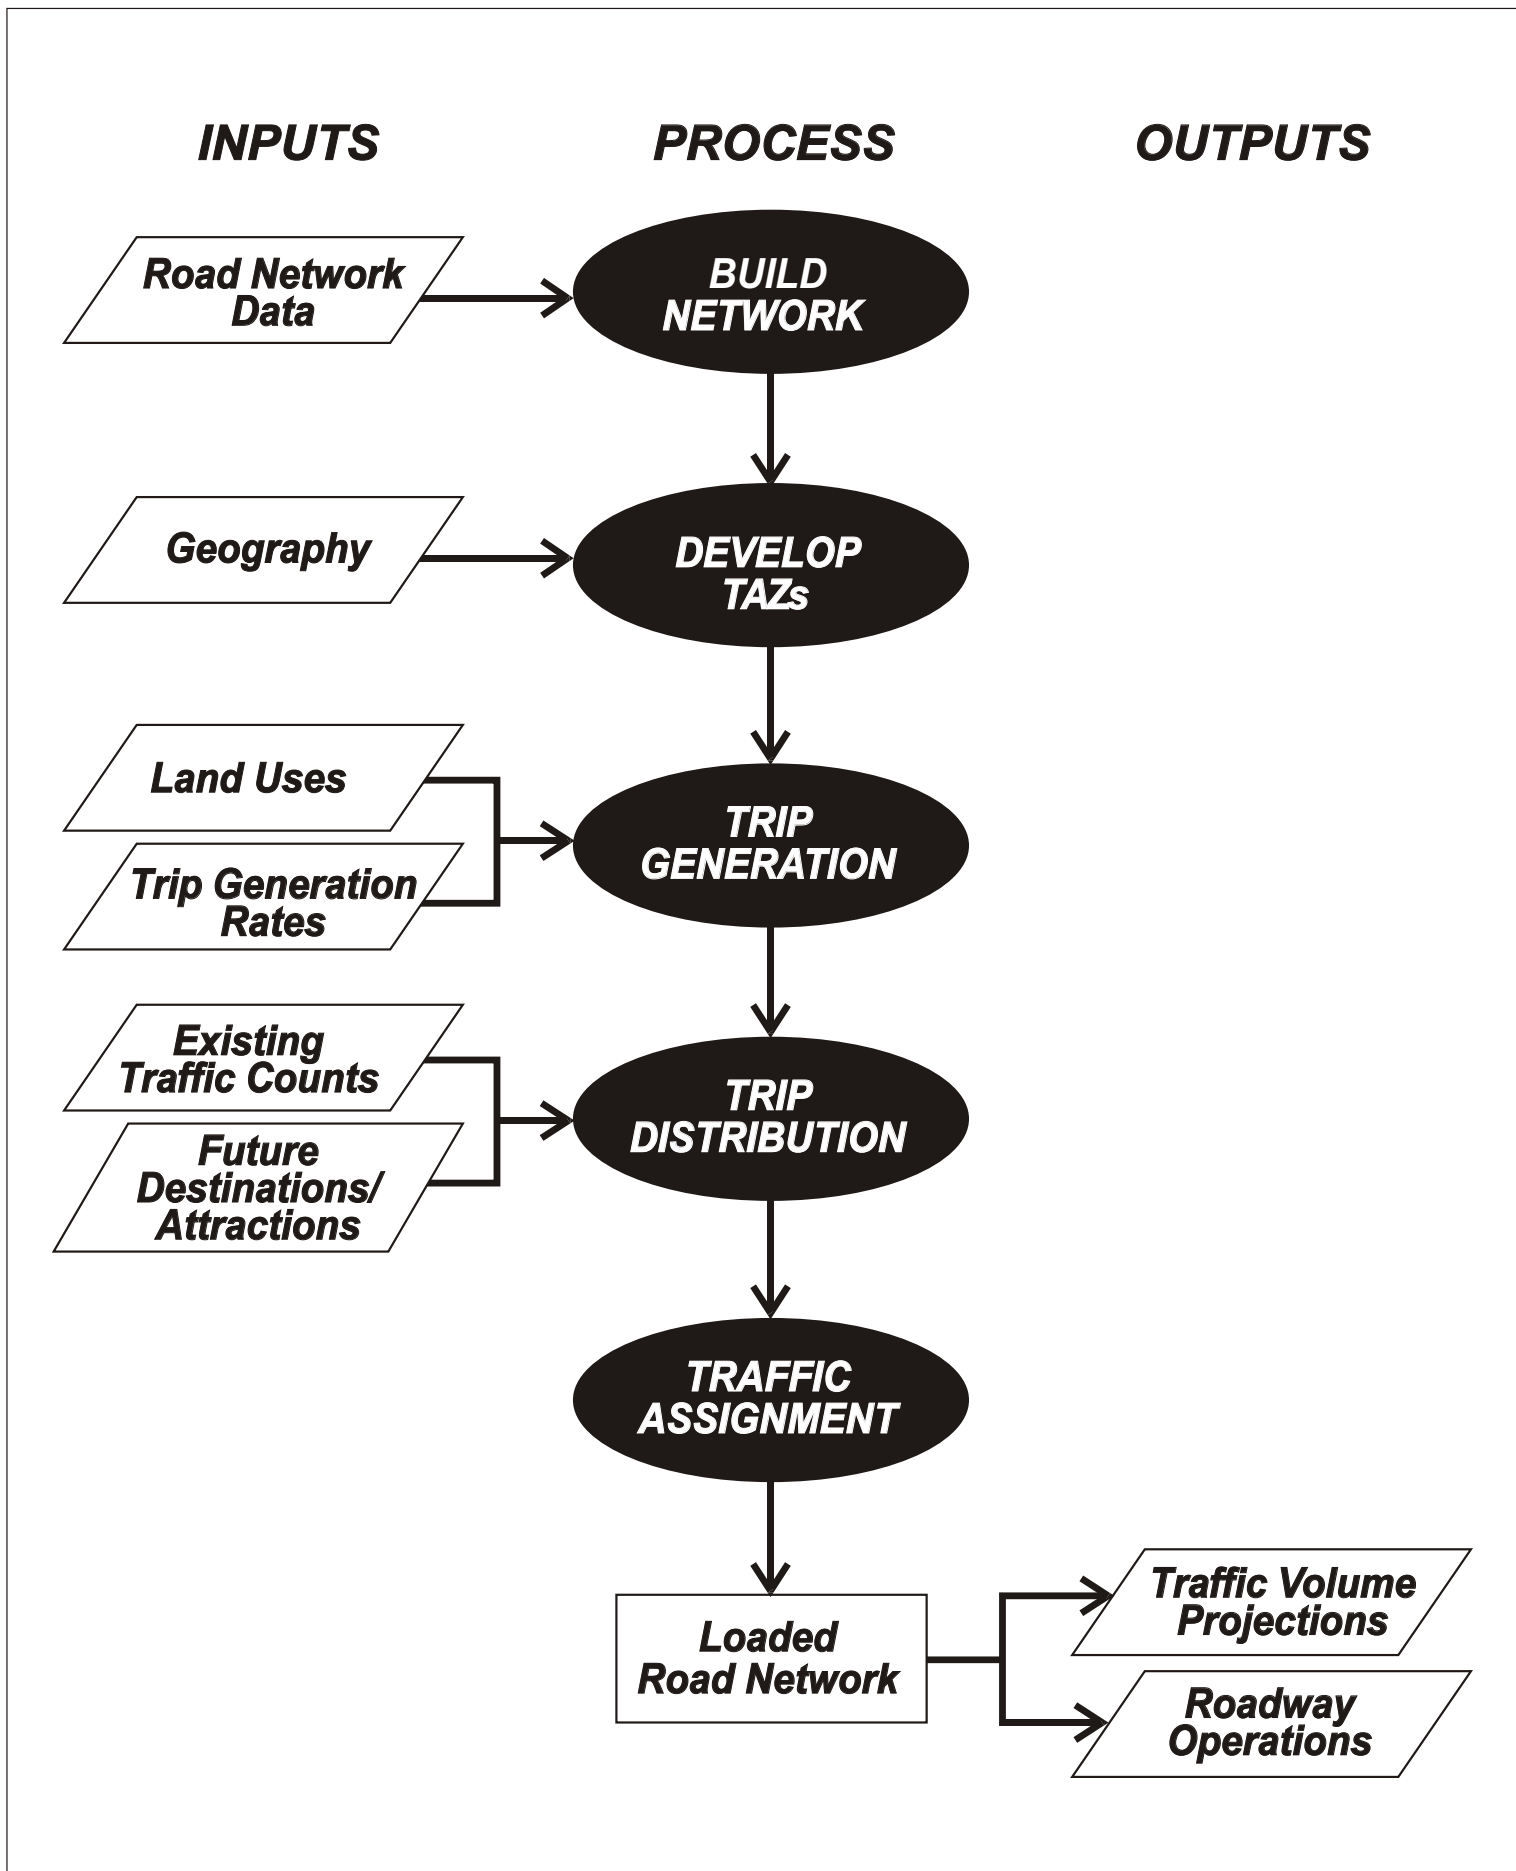 INPUTS
PROCESS
OUTPUTS
Road Network
Data
BUILD
NETWORK
Geography
DEVELOP
TAZs
Land Uses
Trip Generation
Rates
TRIP
GENERATION
Existing
Traffic Counts
Future
Destinations/
Attractions
TRIP
DISTRIBUTION
TRAFFIC
ASSIGNMENT
Loaded
Road Network
Traffic Volume
Projections
Roadway
Operations